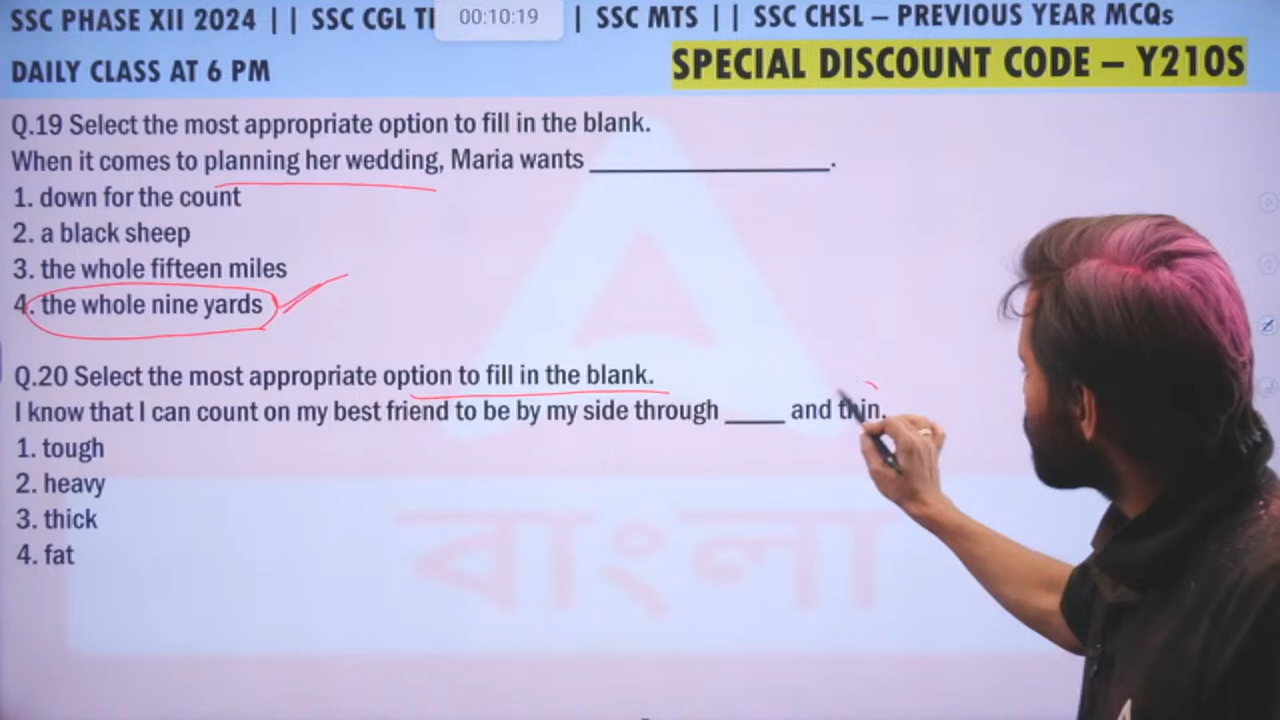 SSC PHASE XII 2024 || SSC CGL TI 00:10:19 | SSC MTS || SSC CHSL – PREVIOUS YEAR MCQs
DAILY CLASS AT 6 PM
SPECIAL DISCOUNT CODE – Y210S
Q.19 Select the most appropriate option to fill in the blank.
When it comes to planning her wedding, Maria wants ____________________.
1. down for the count
2. a black sheep
3. the whole fifteen miles
4. the whole nine yards
Q.20 Select the most appropriate option to fill in the blank.
I know that I can count on my best friend to be by my side through _____ and thin.
1. tough
2. heavy
3. thick
4. fat
বাংলা